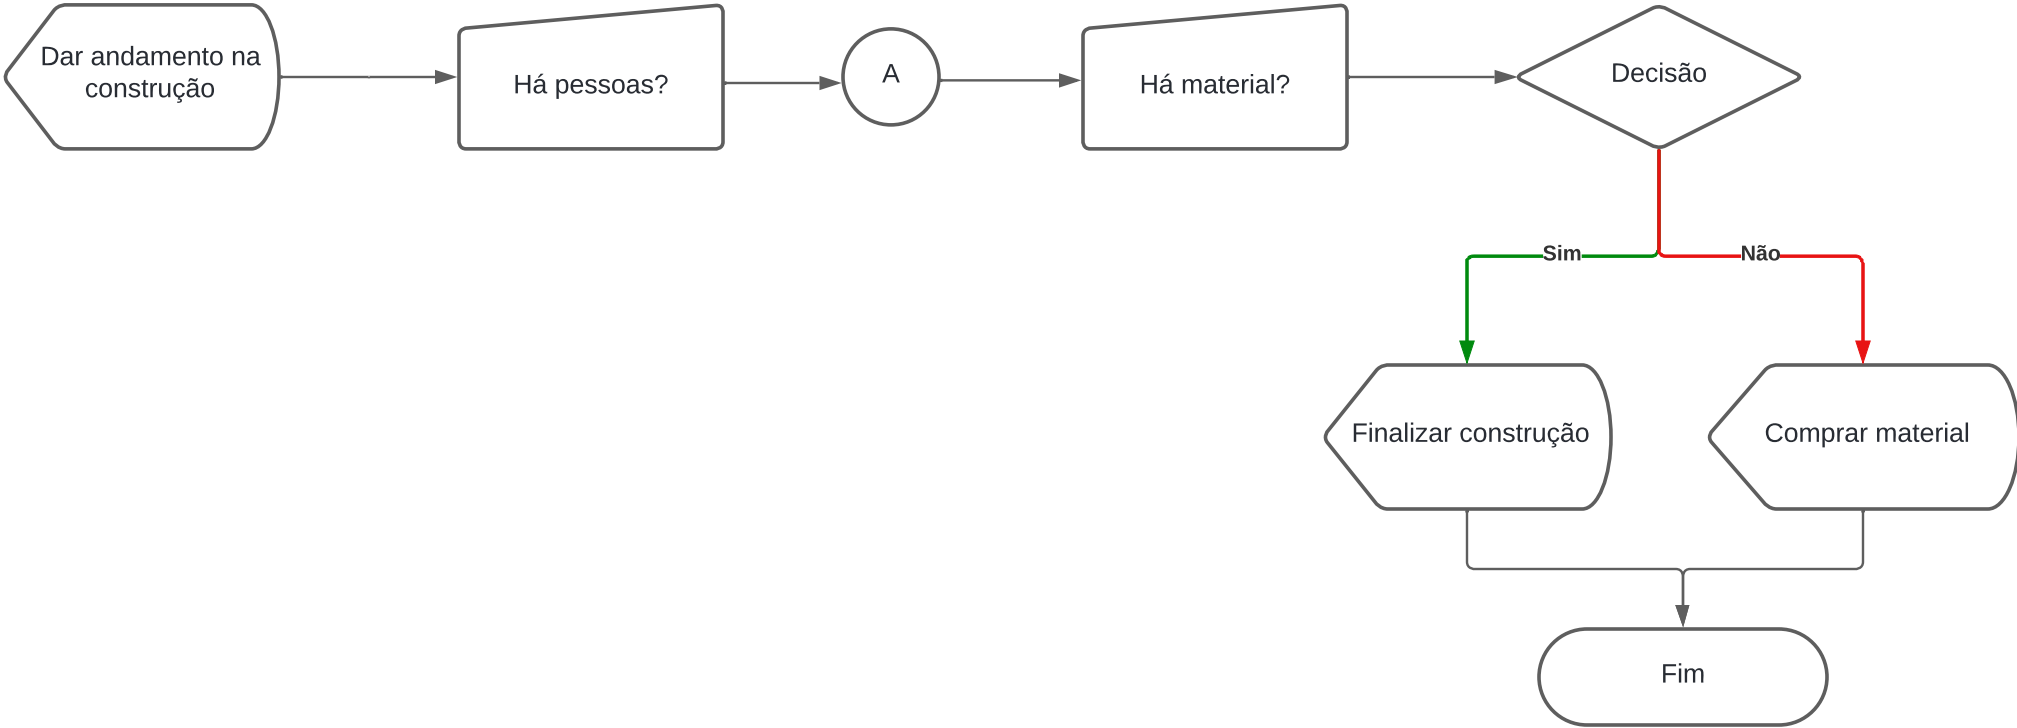 Dar andamento na
construção
Há pessoas?
A
Há material?
Decisão
Sim
Não
Finalizar construção
Comprar material
Fim